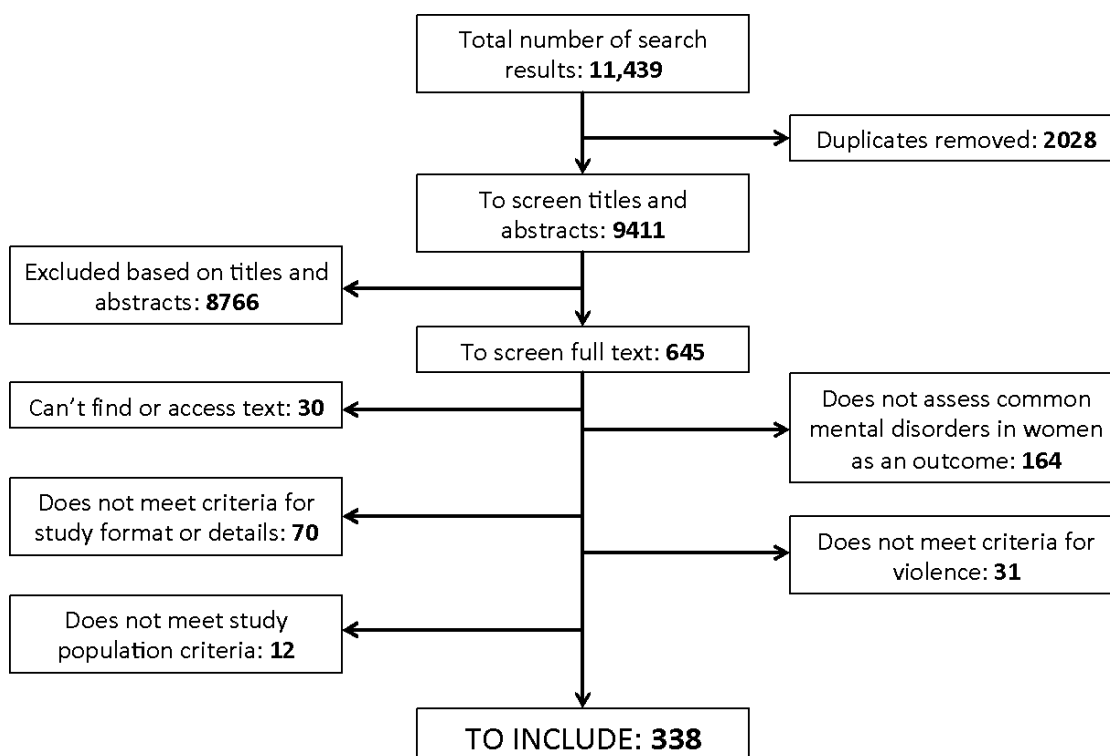 Total number of search
results: 11,439
Duplicates removed: 2028
To screen titles and
abstracts: 9411
Excluded based on titles and
abstracts: 8766
To screen full text: 645
Can't find or access text: 30
Does not assess common
mental disorders in women
as an outcome: 164
Does not meet criteria for
study format or details: 70
Does not meet criteria for
violence: 31
Does not meet study
population criteria: 12
TO INCLUDE: 338